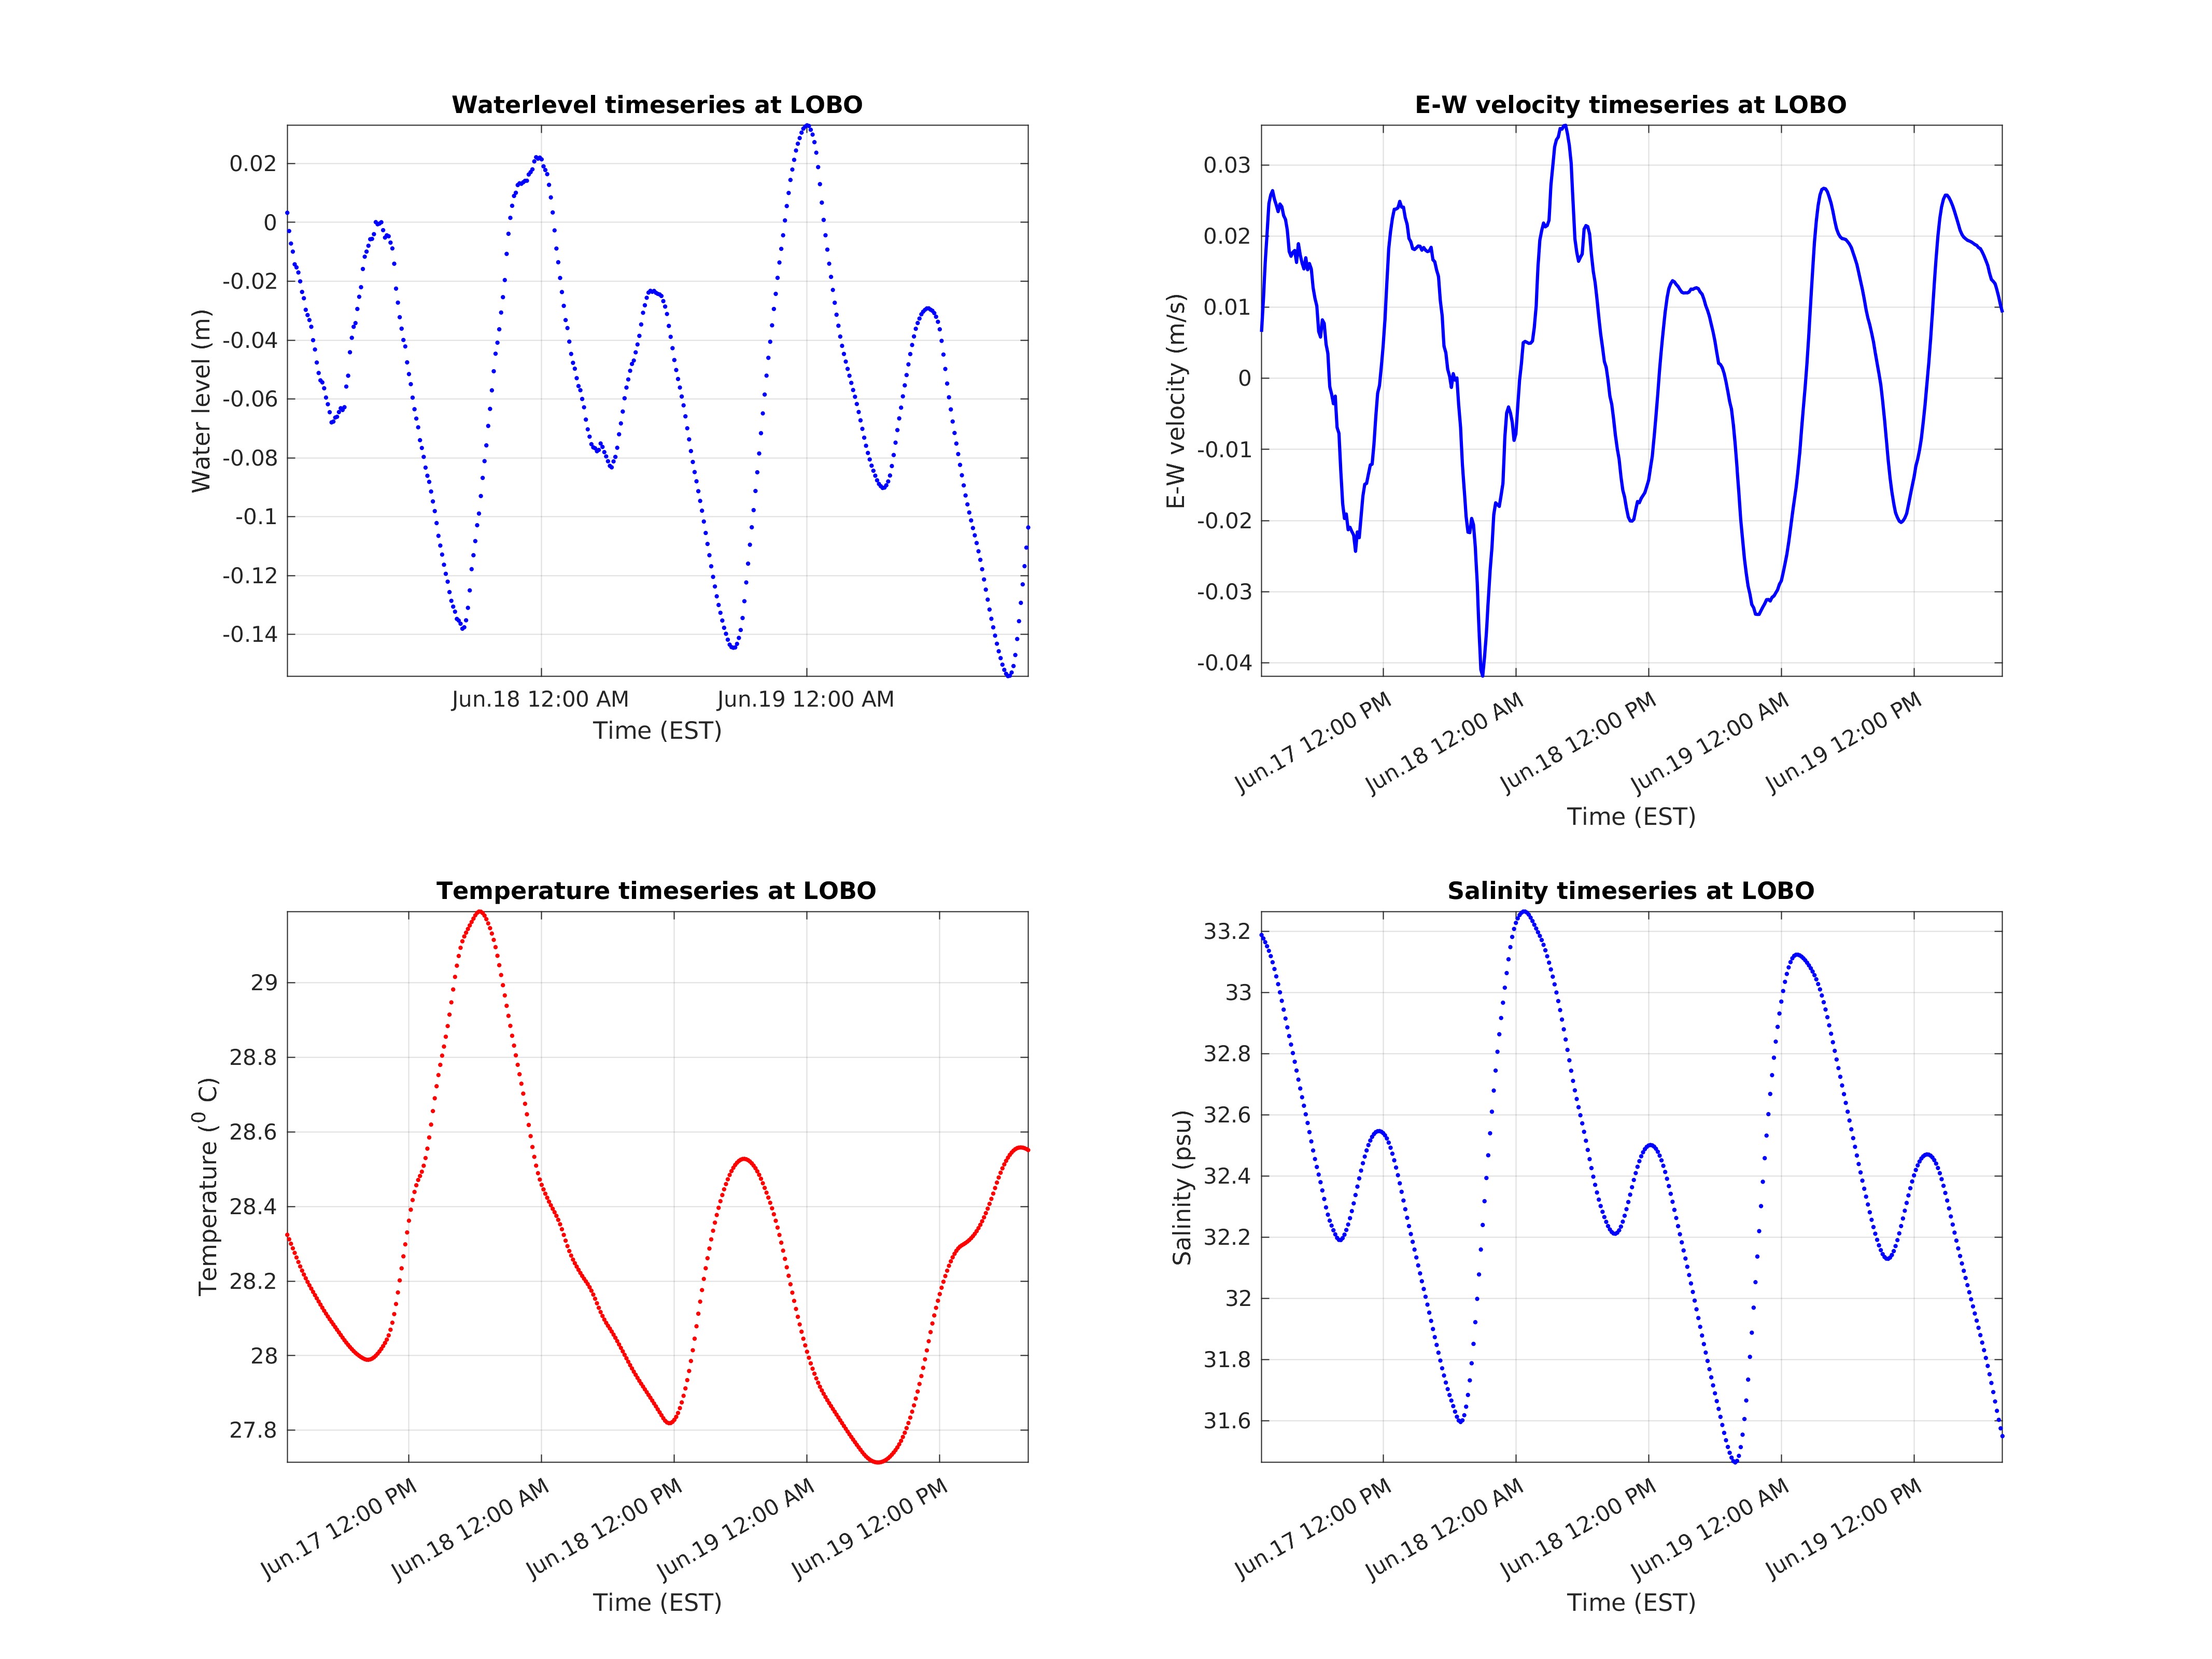 Waterlevel timeseries at LOBO
Water level (m)
0.02
0
-0.02
-0.04
-0.06
-0.08
-0.1
-0.12
-0.14
Jun.18 12:00 AM
Jun.19 12:00 AM
Time (EST)
E-W velocity timeseries at LOBO
E-W velocity (m/s)
0.03
0.02
0.01
0
-0.01
-0.02
-0.03
-0.04
Jun.17 12:00 PM
Jun.18 12:00 AM
Jun.18 12:00 PM
Jun.19 12:00 AM
Jun.19 12:00 PM
Time (EST)
Temperature timeseries at LOBO
Temperature (⁰ C)
29
28.8
28.6
28.4
28.2
28
27.8
Jun.17 12:00 PM
Jun.18 12:00 AM
Jun.18 12:00 PM
Jun.19 12:00 AM
Jun.19 12:00 PM
Time (EST)
Salinity timeseries at LOBO
Salinity (psu)
33.2
33
32.8
32.6
32.4
32.2
32
31.8
31.6
Jun.17 12:00 PM
Jun.18 12:00 AM
Jun.18 12:00 PM
Jun.19 12:00 AM
Jun.19 12:00 PM
Time (EST)